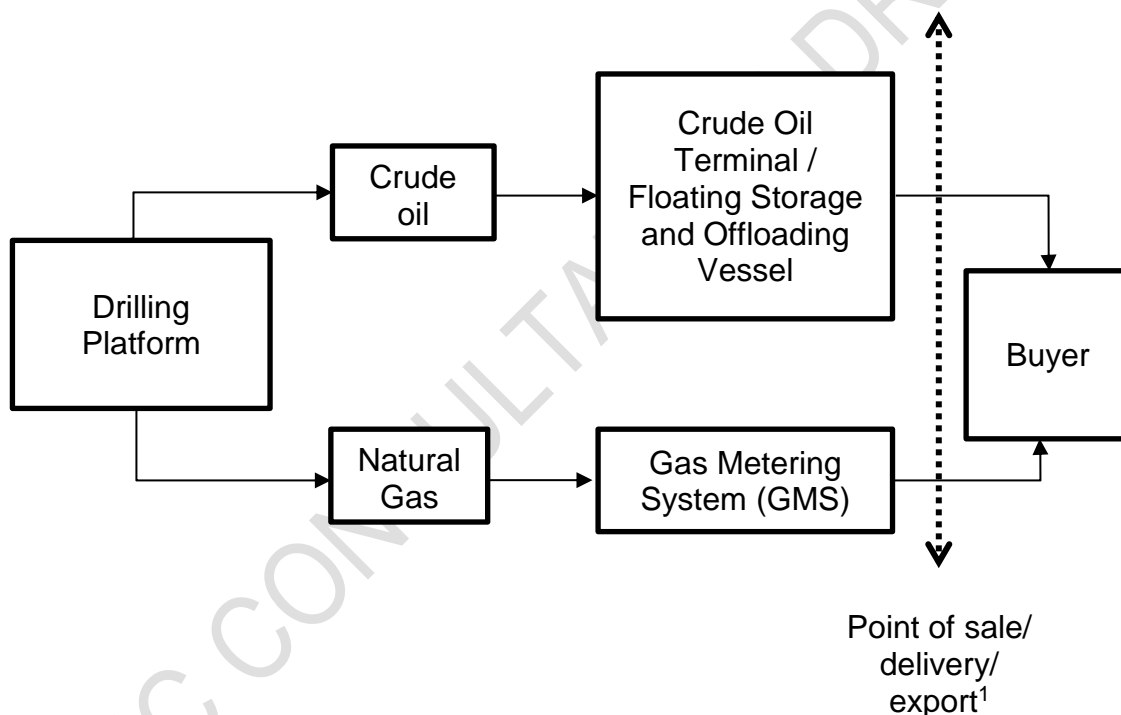 Crude Oil
Terminal /
Floating Storage
and Offloading
Vessel
Crude
oil
Drilling
Platform
Buyer
Natural
Gas
Gas Metering
System (GMS)
Point of sale/
delivery/
export¹